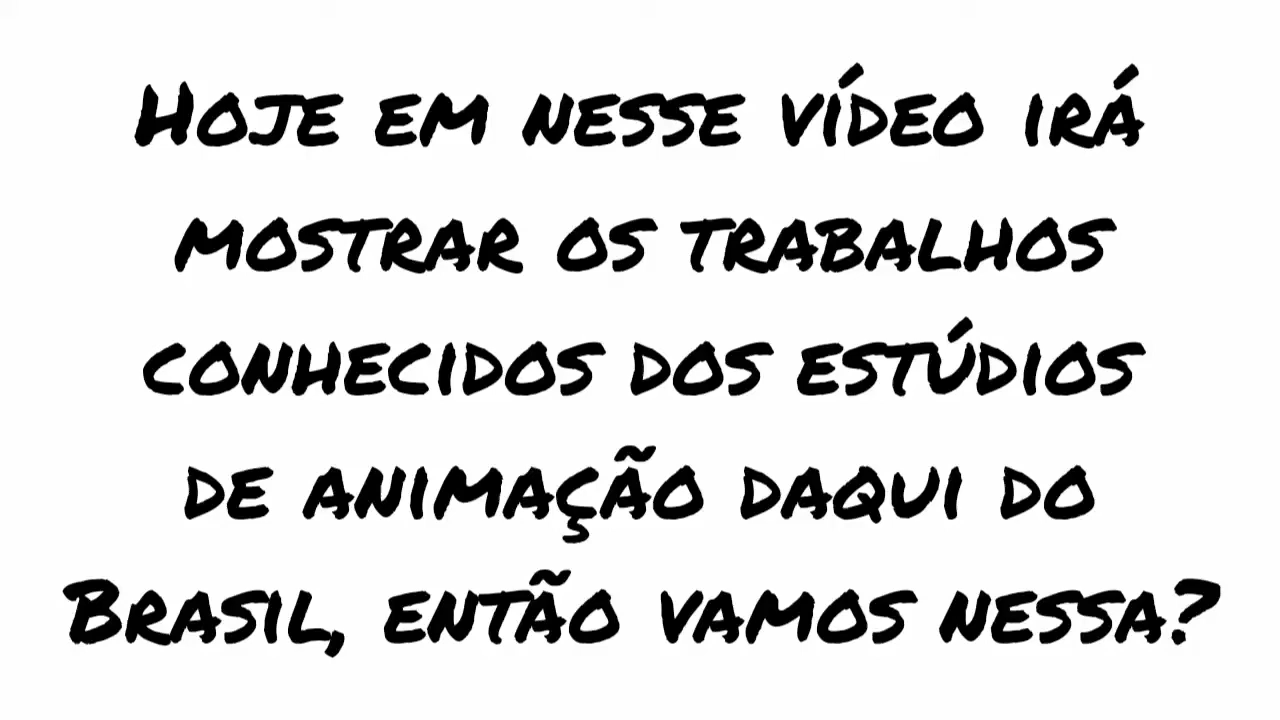 Hoje em nesse vídeo irá
mostrar os trabalhos
conhecidos dos estúdios
de animação daqui do
Brasil, então vamos nessa?